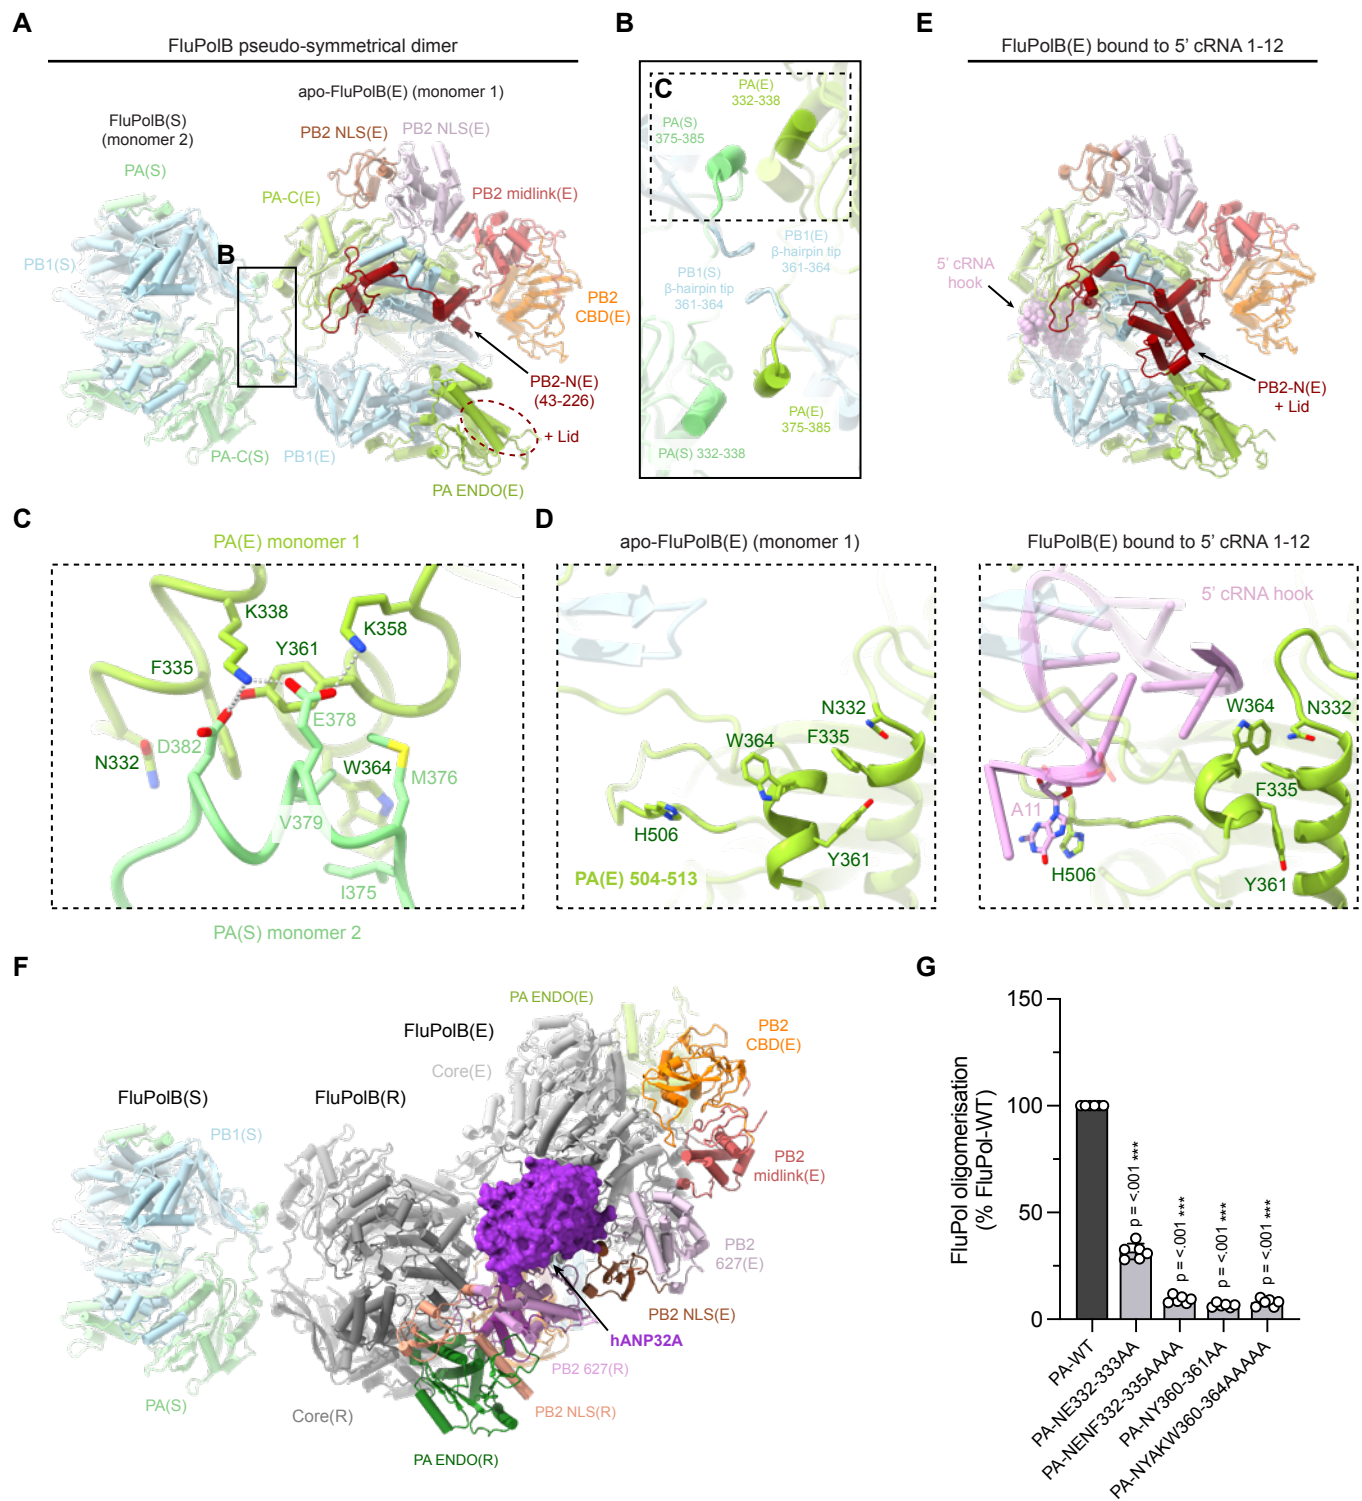 A
FluPolB pseudo-symmetrical dimer
FluPolB(S)
(monomer 2)
apo-FluPolB(E) (monomer 1)
PB2 NLS(E)
PB2 NLS(E)
PA(S)
PA-C(E)
PB2 midlink(E)
PB1(S)
B
PB2
CBD(E)
PB2-N(E)
(43-226)
+ Lid
PA-C(S)
PB1(E)
PA ENDO(E)
B
C
PA(E)
332-338
PA(S)
375-385
PB1(E)
β-hairpin tip
361-364
PB1(S)
β-hairpin tip
361-364
PA(E)
375-385
PA(S) 332-338
E
FluPolB(E) bound to 5' cRNA 1-12
5' cRNA
hook
PB2-N(E)
+ Lid
C
PA(E) monomer 1
K338
K358
Y361
F335
E378
D382
N332
W364
M376
V379
I375
PA(S) monomer 2
D
apo-FluPolB(E) (monomer 1)
N332
F335
W364
H506
Y361
PA(E) 504-513
FluPolB(E) bound to 5' cRNA 1-12
5' cRNA hook
W364
N332
F335
A11
H506
Y361
F
PA ENDO(E)
FluPolB(E)
PB2
CBD(E)
Core(E)
FluPolB(S)
FluPolB(R)
PB1(S)
PB2
midlink(E)
PB2
627(E)
PB2 NLS(E)
hANP32A
PB2 627(R)
PB2 NLS(R)
PA(S)
Core(R)
PA ENDO(R)
G
FluPol oligomerisation
(% FluPol-WT)
150
100
50
0
p = <.001 ***
p = <.001 ***
p = <.001 ***
p = <.001 ***
PA-WT
PA-NE332-333AA
PA-NENF332-335AAAA
PA-NY360-361AA
PA-NYAKW360-364AAAAA